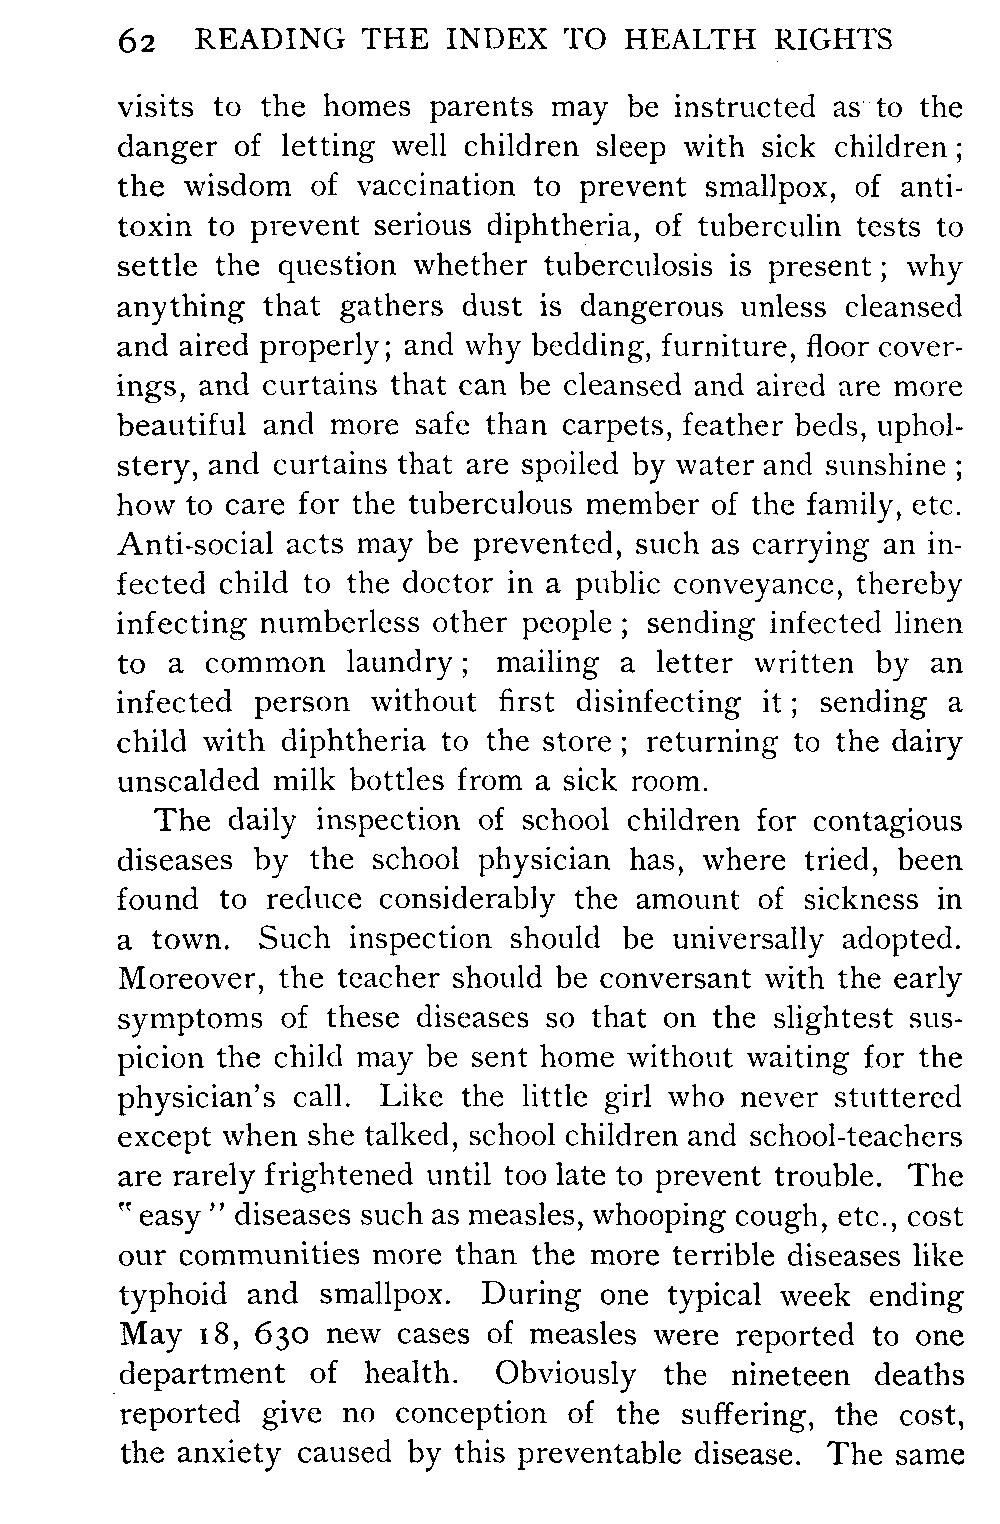 62 READING THE INDEX TO HEALTH RIGHTS
visits to the homes parents may be instructed as to the
danger of letting well children sleep with sick children;
the wisdom of vaccination to prevent smallpox, of anti-
toxin to prevent serious diphtheria, of tuberculin tests to
settle the question whether tuberculosis is present; why
anything that gathers dust is dangerous unless cleansed
and aired properly; and why bedding, furniture, floor cover-
ings, and curtains that can be cleansed and aired are more
beautiful and more safe than carpets, feather beds, uphol-
stery, and curtains that are spoiled by water and sunshine;
how to care for the tuberculous member of the family, etc.
Anti-social acts may be prevented, such as carrying an in-
fected child to the doctor in a public conveyance, thereby
infecting numberless other people; sending infected linen
to a common laundry; mailing a letter written by an
infected person without first disinfecting it; sending a
child with diphtheria to the store; returning to the dairy
unscalded milk bottles from a sick room.
The daily inspection of school children for contagious
diseases by the school physician has, where tried, been
found to reduce considerably the amount of sickness in
a town. Such inspection should be universally adopted.
Moreover, the teacher should be conversant with the early
symptoms of these diseases so that on the slightest sus-
picion the child may be sent home without waiting for the
physician's call. Like the little girl who never stuttered
except when she talked, school children and school-teachers
are rarely frightened until too late to prevent trouble. The
"easy" diseases such as measles, whooping cough, etc., cost
our communities more than the more terrible diseases like
typhoid and smallpox. During one typical week ending
May 18, 630 new cases of measles were reported to one
department of health. Obviously the nineteen deaths
reported give no conception of the suffering, the cost,
the anxiety caused by this preventable disease. The same